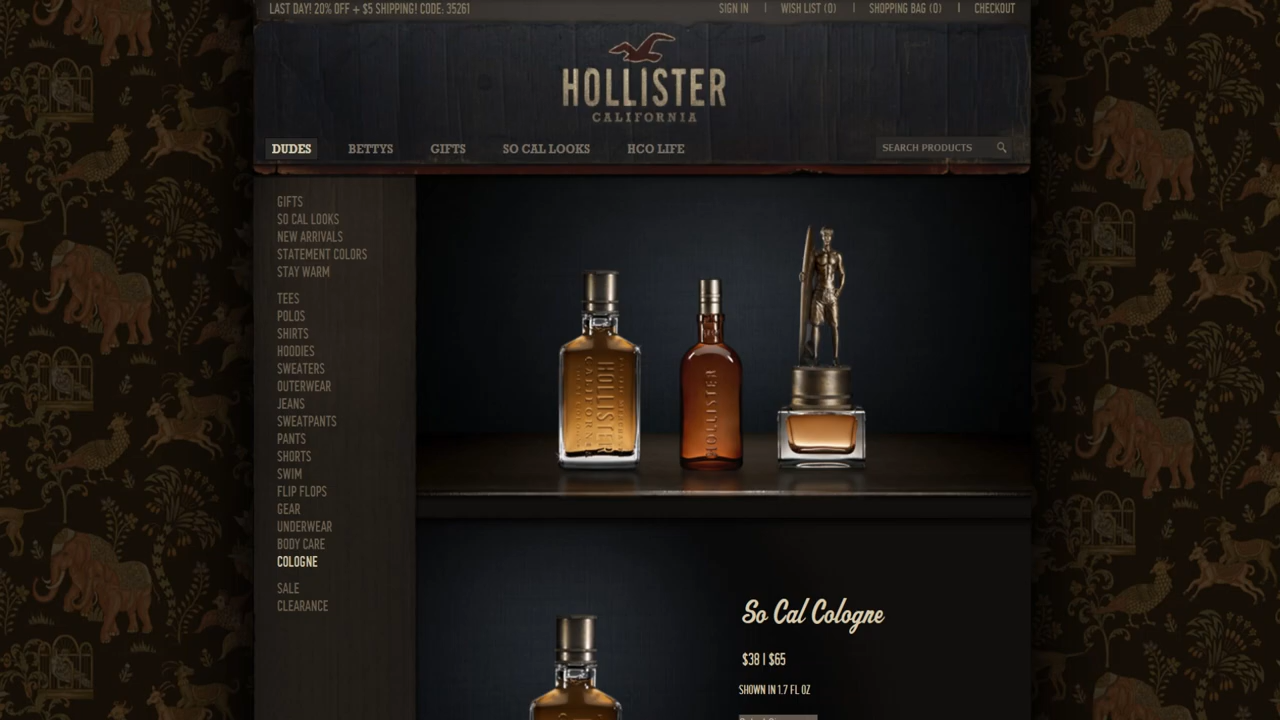 LAST DAY! 20% OFF + $5 SHIPPING! CODE: 35261
SIGN IN | WISH LIST (0) | SHOPPING BAG (0) | CHECKOUT
HOLLISTER
CALIFORNIA
DUDES BETTYS GIFTS SO CAL LOOKS HCO LIFE SEARCH PRODUCTS
GIFTS
SO CAL LOOKS
NEW ARRIVALS
STATEMENT COLORS
STAY WARM
TEES
POLOS
SHIRTS
HOODIES
SWEATERS
OUTERWEAR
JEANS
SWEATPANTS
PANTS
SHORTS
SWIM
FLIP FLOPS
GEAR
UNDERWEAR
BODY CARE
COLOGNE
SALE
CLEARANCE
HOLLISTER
CALIFORNIA
HOLLISTER
So Cal Cologne
$38 | $65
SHOWN IN 1.7 FL OZ